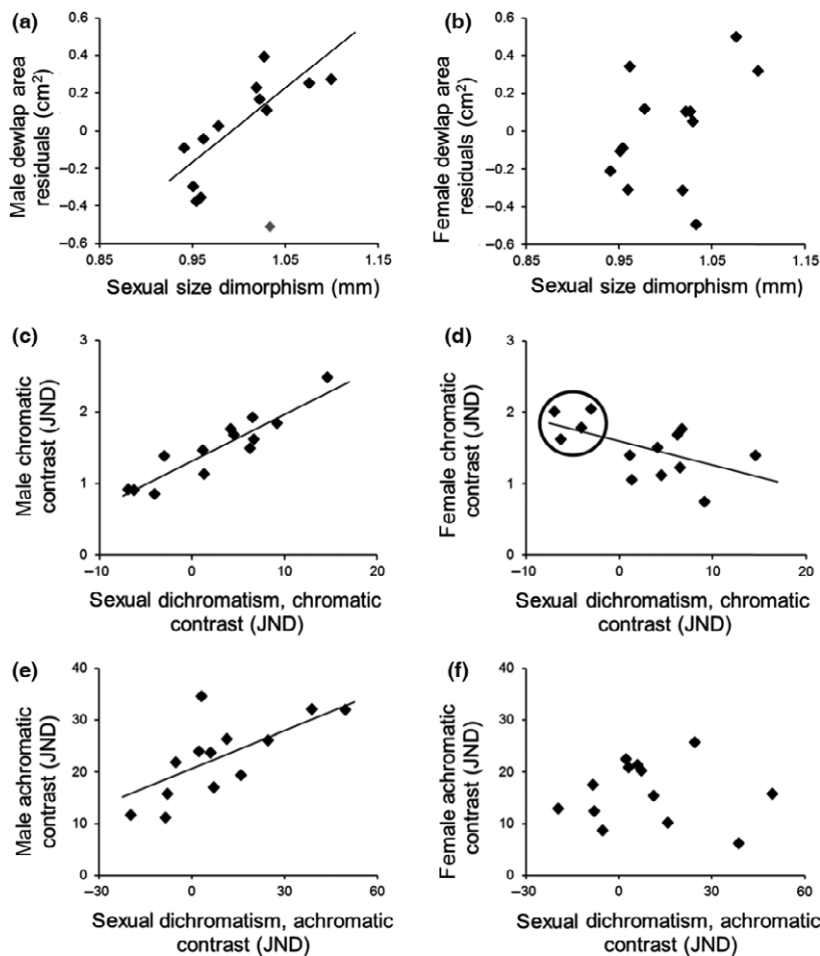 (a)
Male dewlap area
residuals (cm²)
0.6
0.4
0.2
0
–0.2
–0.4
–0.6
0.85
0.95
1.05
1.15
Sexual size dimorphism (mm)
(b)
Female dewlap area
residuals (cm²)
0.6
0.4
0.2
0
–0.2
–0.4
–0.6
0.85
0.95
1.05
1.15
Sexual size dimorphism (mm)
(c)
Male chromatic
contrast (JND)
3
2
1
0
–10
0
10
20
Sexual dichromatism, chromatic
contrast (JND)
(d)
Female chromatic
contrast (JND)
3
2
1
0
–10
0
10
20
Sexual dichromatism, chromatic
contrast (JND)
(e)
Male achromatic
contrast (JND)
40
30
20
10
0
–30
0
30
60
Sexual dichromatism, achromatic
contrast (JND)
(f)
Female achromatic
contrast (JND)
40
30
20
10
0
–30
0
30
60
Sexual dichromatism, achromatic
contrast (JND)